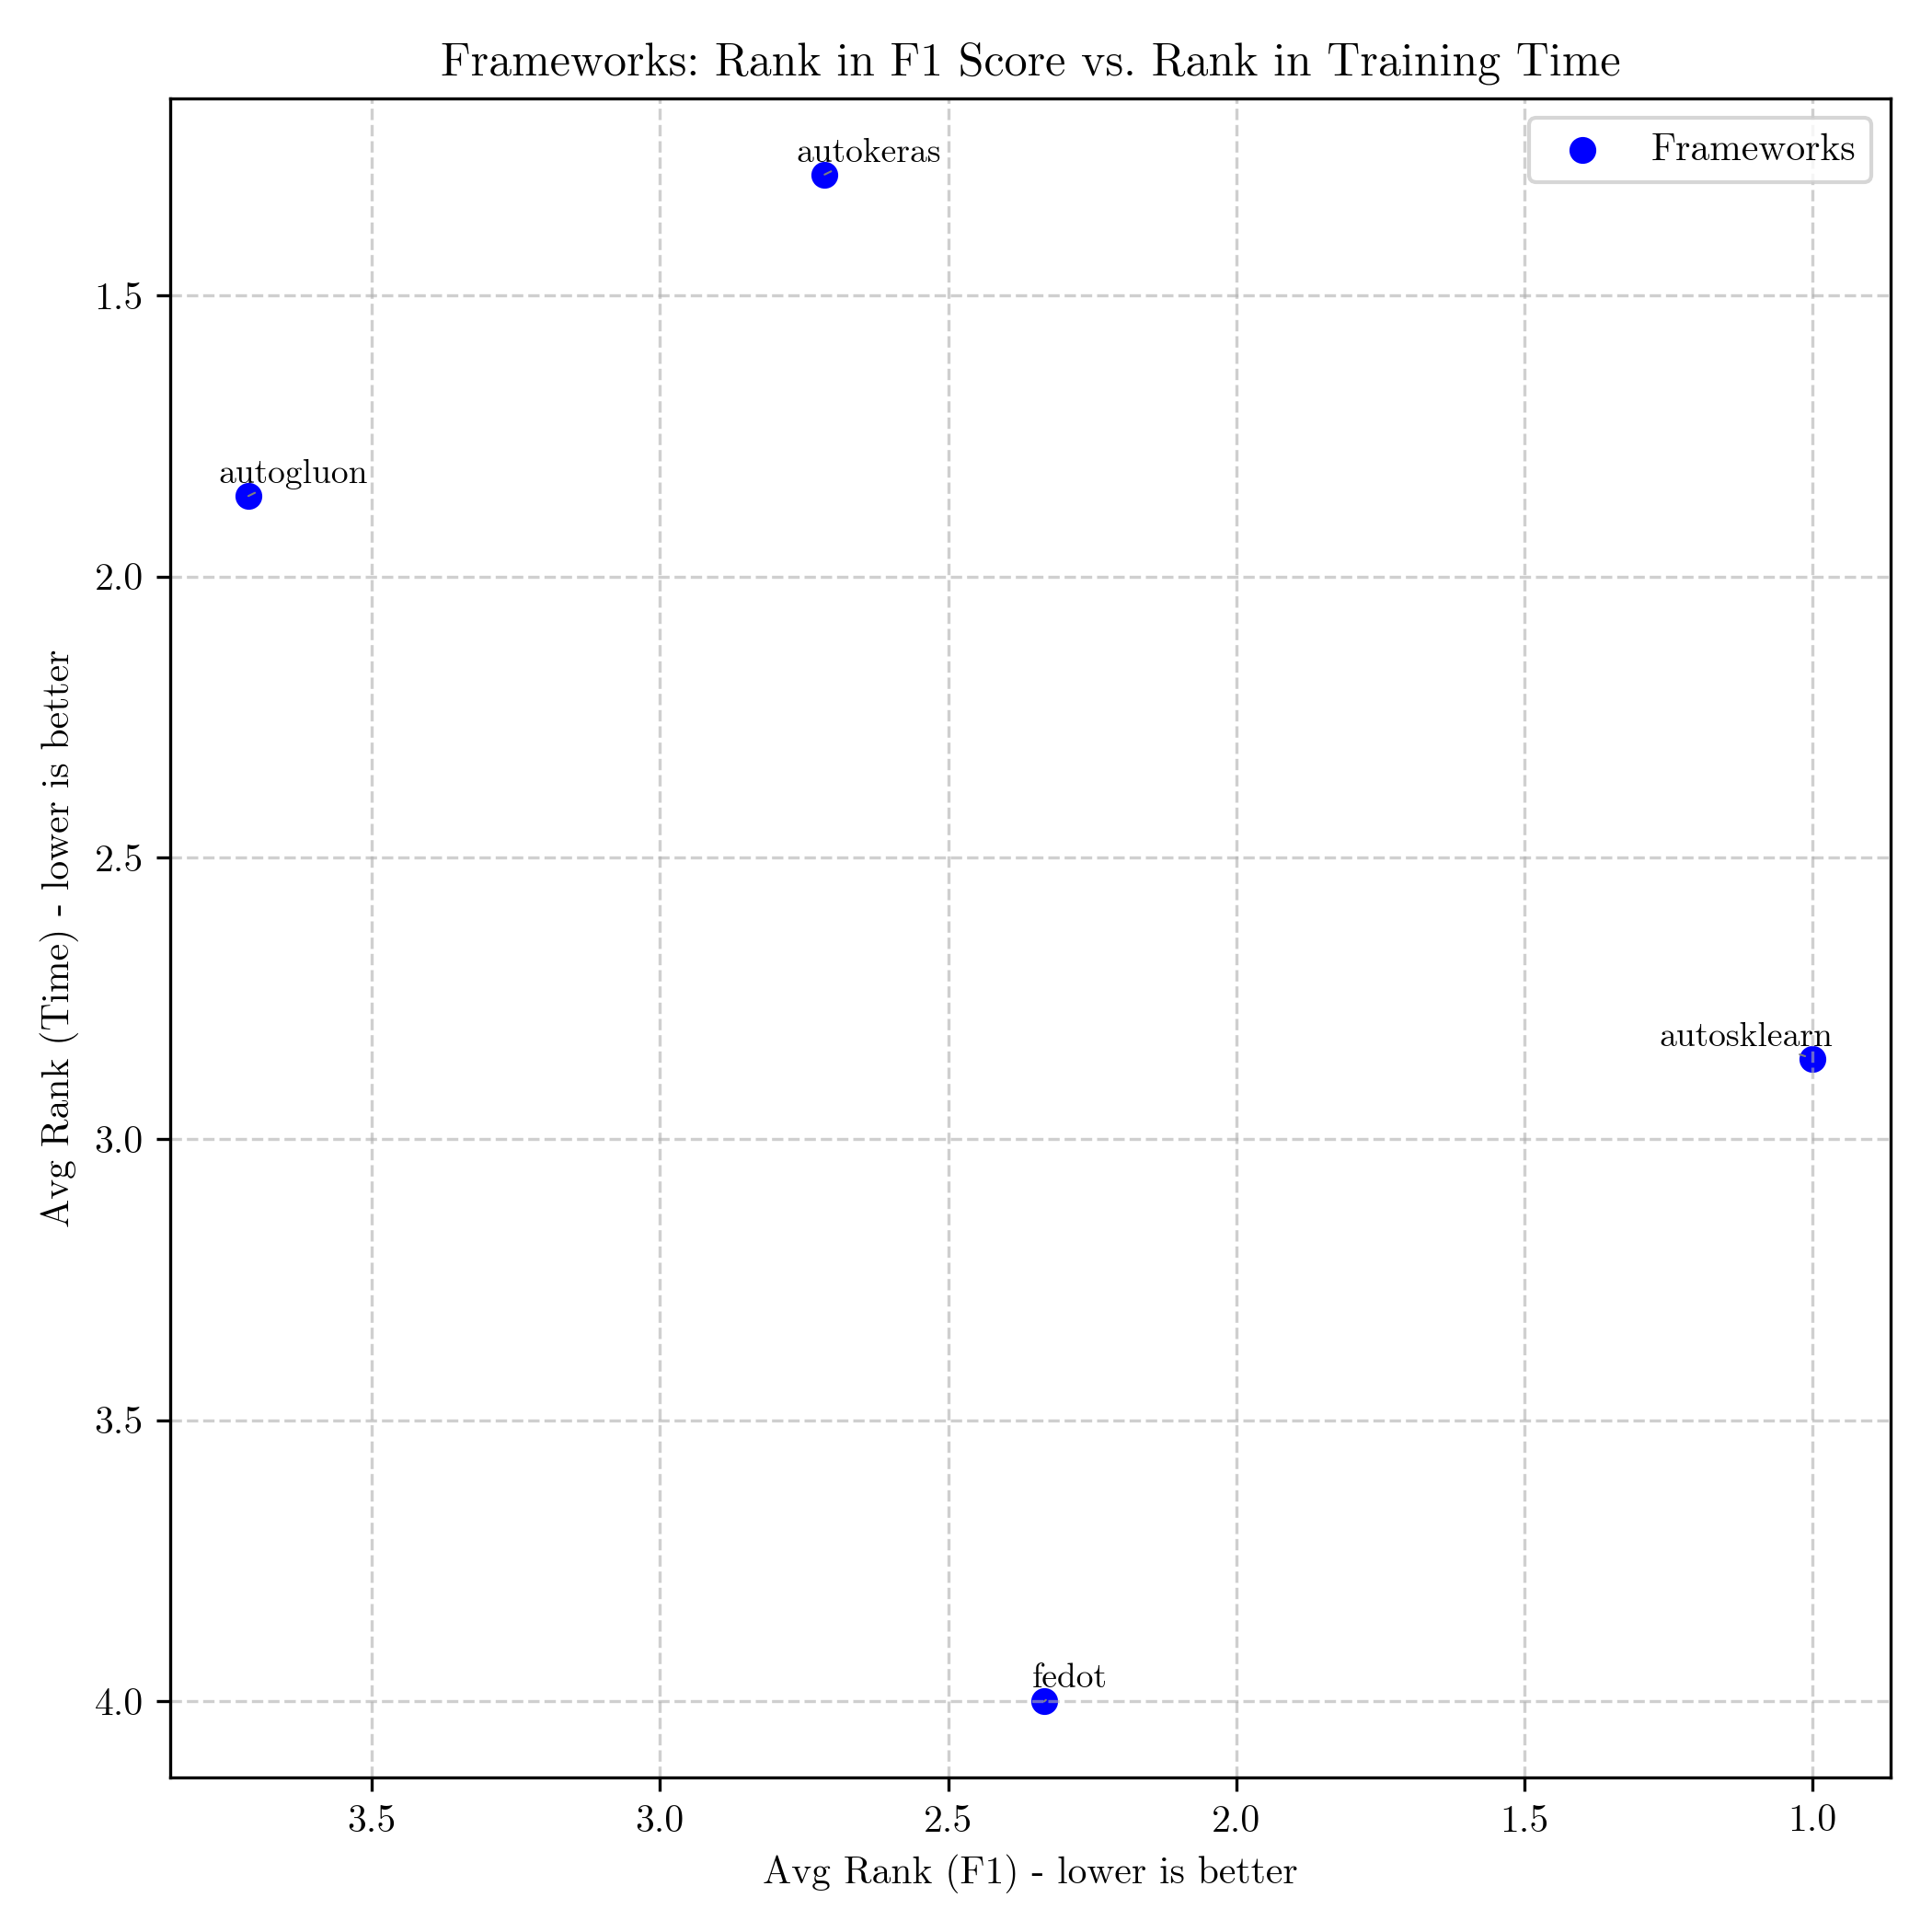 Frameworks: Rank in F1 Score vs. Rank in Training Time
Frameworks
autokeras
autogluon
autosklearn
fedot
1.5
2.0
2.5
3.0
3.5
4.0
Avg Rank (Time) - lower is better
3.5
3.0
2.5
2.0
1.5
1.0
Avg Rank (F1) - lower is better